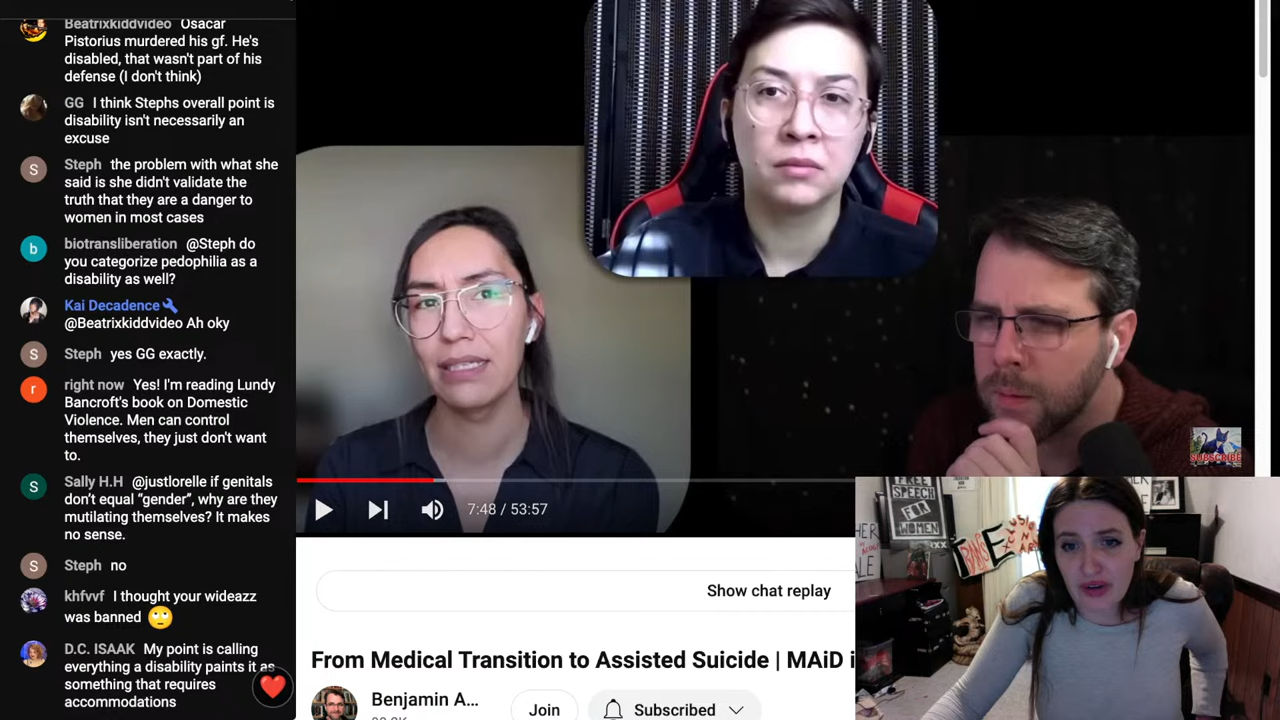 Beatrixkiddvideo Osacar
Pistorius murdered his gf. He's
disabled, that wasn't part of his
defense (I don't think)
GG I think Stephs overall point is
disability isn't necessarily an
excuse
S
Steph the problem with what she
said is she didn't validate the
truth that they are a danger to
women in most cases
b
biotransliberation @Steph do
you categorize pedophilia as a
disability as well?
Kai Decadence
@Beatrixkiddvideo Ah oky
S
Steph yes GG exactly.
r
right now Yes! I'm reading Lundy
Bancroft's book on Domestic
Violence. Men can control
themselves, they just don't want
to.
S
Sally H.H @justlorelle if genitals
don't equal “gender”, why are they
mutilating themselves? It makes
no sense.
S
Steph no
khfvvf I thought your wideazz
was banned
D.C. ISAAK My point is calling
everything a disability paints it as
something that requires
accommodations
SUBSCRIBE
7:48 / 53:57
FREE
SPEECH
FOR
WOMEN
TRANS EXCLUSIONARY
Show chat replay
From Medical Transition to Assisted Suicide | MAiD i
Benjamin A...
Join
Subscribed